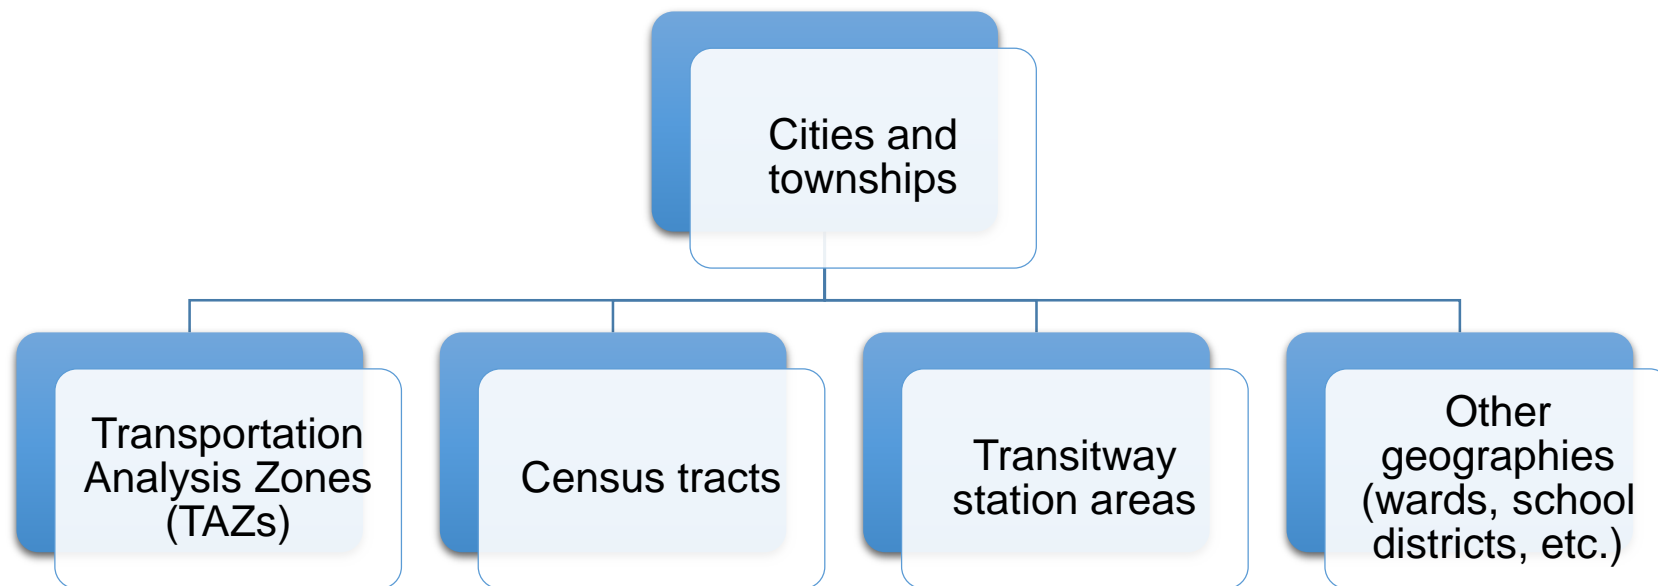 Cities and
townships
Transportation
Analysis Zones
(TAZs)
Census tracts
Transitway
station areas
Other
geographies
(wards, school
districts, etc.)